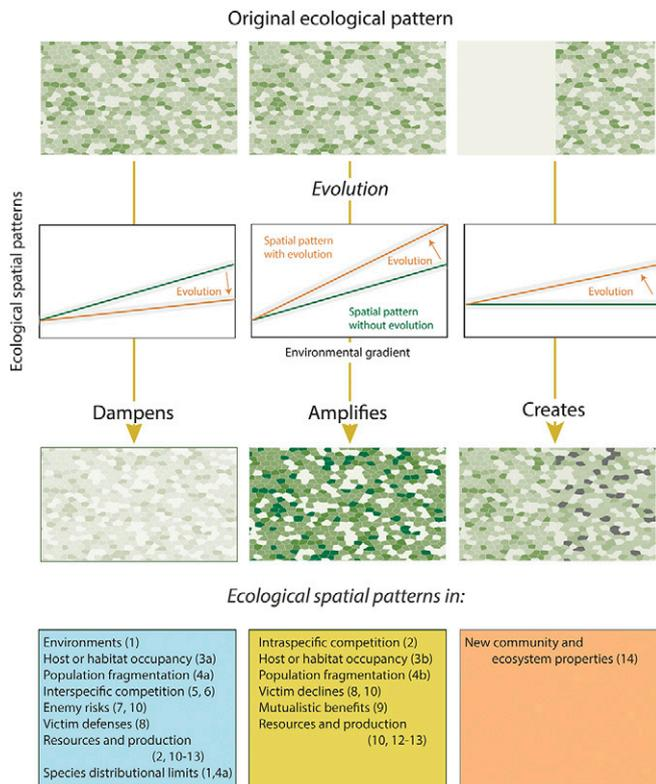 Original ecological pattern
Evolution
Ecological spatial patterns
Evolution
Spatial pattern
with evolution
Evolution
Spatial pattern
without evolution
Evolution
Environmental gradient
Dampens
Amplifies
Creates
Ecological spatial patterns in:
Environments (1)
Host or habitat occupancy (3a)
Population fragmentation (4a)
Interspecific competition (5, 6)
Enemy risks (7, 10)
Victim defenses (8)
Resources and production
(2, 10-13)
Species distributional limits (1,4a)
Intraspecific competition (2)
Host or habitat occupancy (3b)
Population fragmentation (4b)
Victim declines (8, 10)
Mutualistic benefits (9)
Resources and production
(10, 12-13)
New community and
ecosystem properties (14)